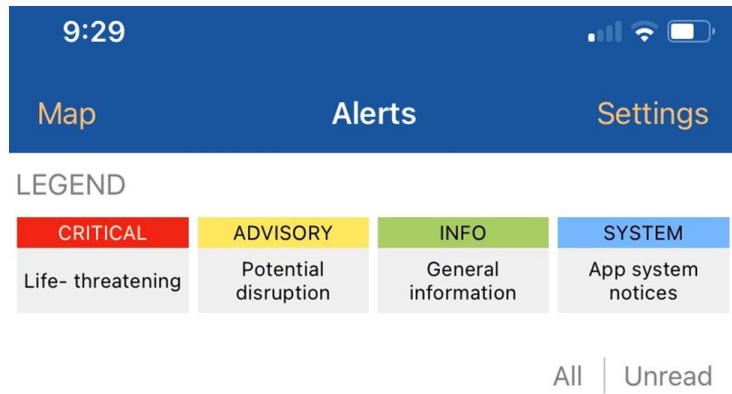 9:29
Map Alerts Settings
LEGEND
CRITICAL ADVISORY INFO SYSTEM
Life- threatening Potential disruption General information App system notices
All Unread